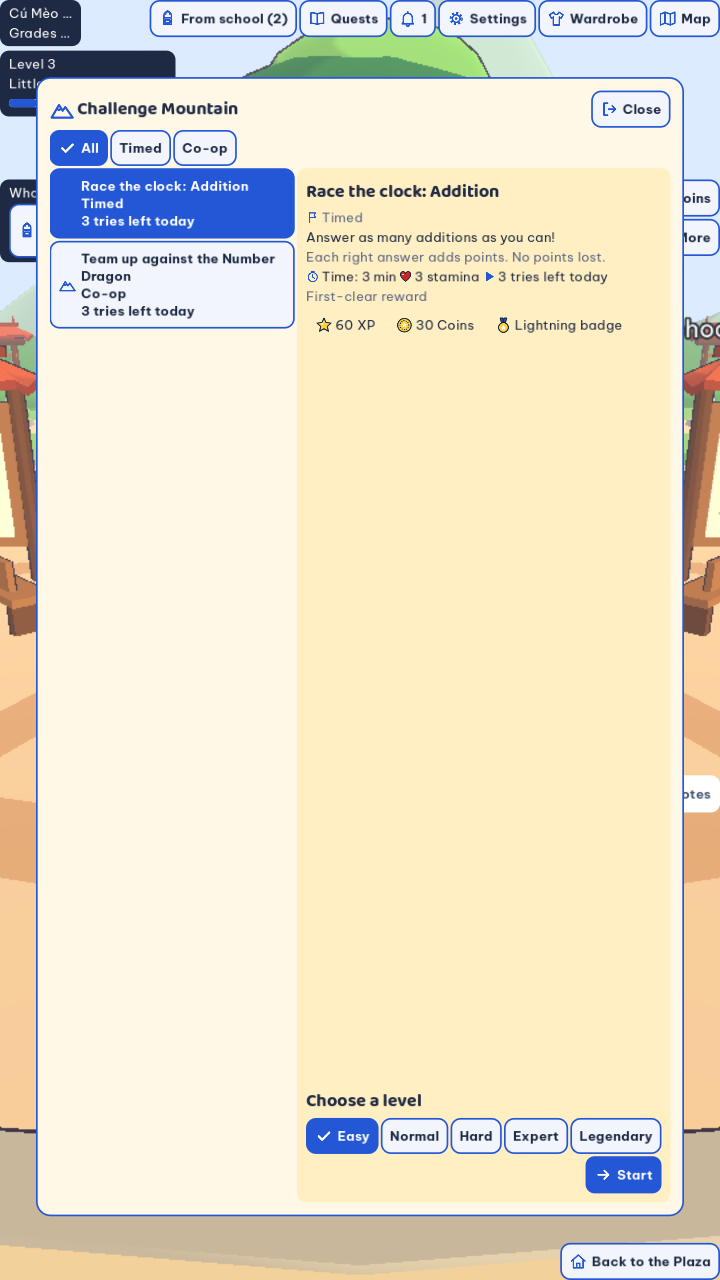 Cú Mèo ...
Grades ...
From school (2)
Quests
1
Settings
Wardrobe
Map
Level 3
Challenge Mountain
Close
All
Timed
Co-op
Race the clock: Addition
Timed
3 tries left today
Team up against the Number
Dragon
Co-op
3 tries left today
Race the clock: Addition
Timed
Answer as many additions as you can!
Each right answer adds points. No points lost.
Time: 3 min 3 stamina 3 tries left today
First-clear reward
60 XP 30 Coins Lightning badge
Choose a level
Easy
Normal
Hard
Expert
Legendary
Start
Back to the Plaza